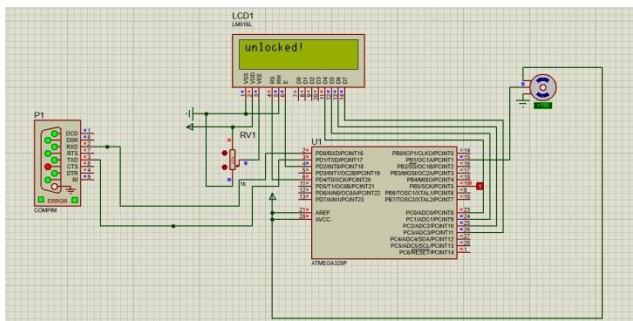 LCD1
LM016L
unlocked!
VSS
VDD
VEE
RS
RW
E
D0
D1
D2
D3
D4
D5
D6
D7
P1
DCD
DSR
RXD
RTS
TXD
CTS
DTR
RI
ERROR
COMPIM
RV1
1k
U1
PD0/RXD/PCINT16
PD1/TXD/PCINT17
PD2/INT0/PCINT18
PD3/INT1/OC2B/PCINT19
PD4/T0/XCK/PCINT20
PD5/T1/OC0B/PCINT21
PD6/AIN0/OC0A/PCINT22
PD7/AIN1/PCINT23
AREF
AVCC
PB0/ICP1/CLKO/PCINT0
PB1/OC1A/PCINT1
PB2/SS/OC1B/PCINT2
PB3/MOSI/OC2A/PCINT3
PB4/MISO/PCINT4
PB5/SCK/PCINT5
PB6/TOSC1/XTAL1/PCINT6
PB7/TOSC2/XTAL2/PCINT7
PC0/ADC0/PCINT8
PC1/ADC1/PCINT9
PC2/ADC2/PCINT10
PC3/ADC3/PCINT11
PC4/ADC4/SDA/PCINT12
PC5/ADC5/SCL/PCINT13
PC6/RESET/PCINT14
ATMEGA328P